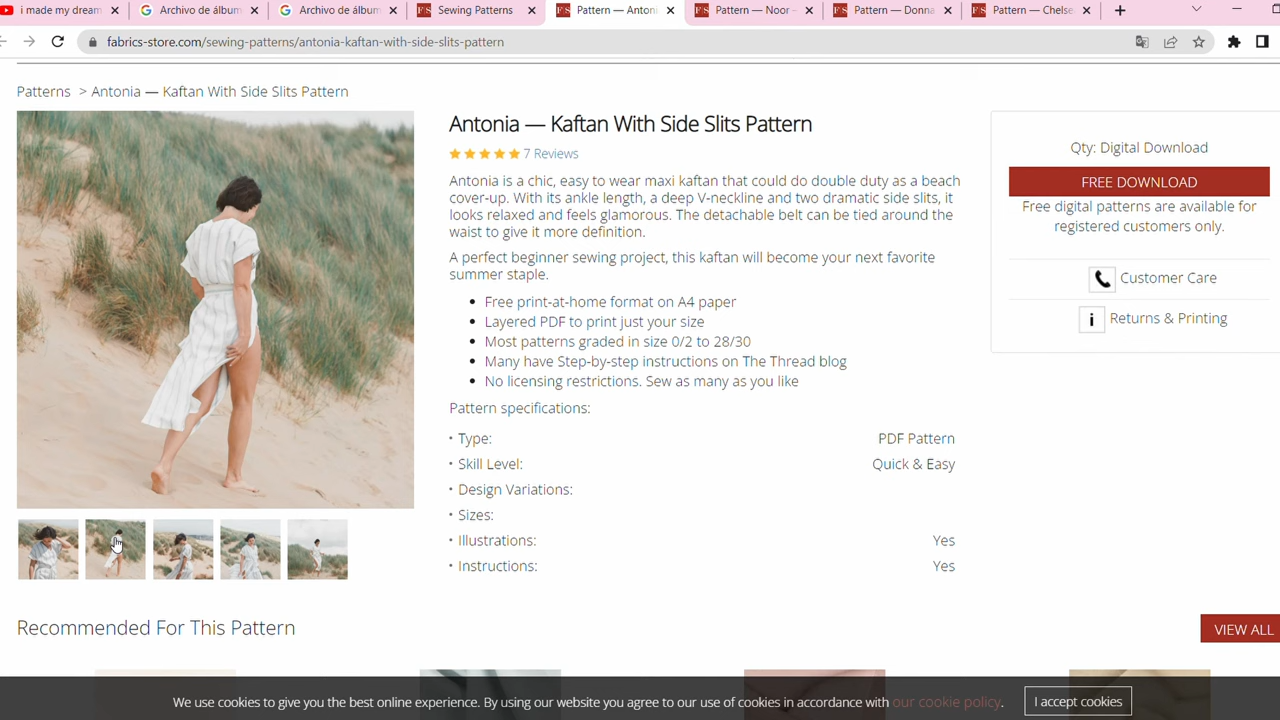 i made my dream
Archivo de álbum
Archivo de álbum
Sewing Patterns
Pattern — Anton
Pattern — Noor –
Pattern — Donna
Pattern — Chelse
fabrics-store.com/sewing-patterns/antonia-kaftan-with-side-slits-pattern
Patterns > Antonia — Kaftan With Side Slits Pattern
Antonia — Kaftan With Side Slits Pattern
7 Reviews
Antonia is a chic, easy to wear maxi kaftan that could do double duty as a beach
cover-up. With its ankle length, a deep V-neckline and two dramatic side slits, it
looks relaxed and feels glamorous. The detachable belt can be tied around the
waist to give it more definition.
A perfect beginner sewing project, this kaftan will become your next favorite
summer staple.
• Free print-at-home format on A4 paper
• Layered PDF to print just your size
• Most patterns graded in size 0/2 to 28/30
• Many have Step-by-step instructions on The Thread blog
• No licensing restrictions. Sew as many as you like
Pattern specifications:
• Type: PDF Pattern
• Skill Level: Quick & Easy
• Design Variations:
• Sizes:
• Illustrations: Yes
• Instructions: Yes
Qty: Digital Download
FREE DOWNLOAD
Free digital patterns are available for
registered customers only.
Customer Care
i Returns & Printing
Recommended For This Pattern
VIEW ALL
We use cookies to give you the best online experience. By using our website you agree to our use of cookies in accordance with our cookie policy.
I accept cookies